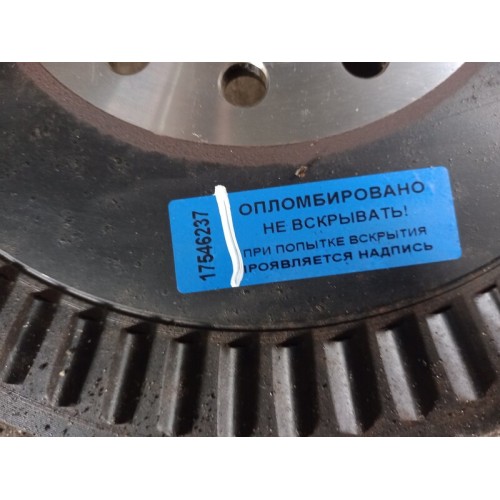 17546237
ОПЛОМБИРОВАНО
НЕ ВСКРЫВАТЬ!
ПРИ ПОПЫТКЕ ВСКРЫТИЯ
ПРОЯВЛЯЕТСЯ НАДПИСЬ